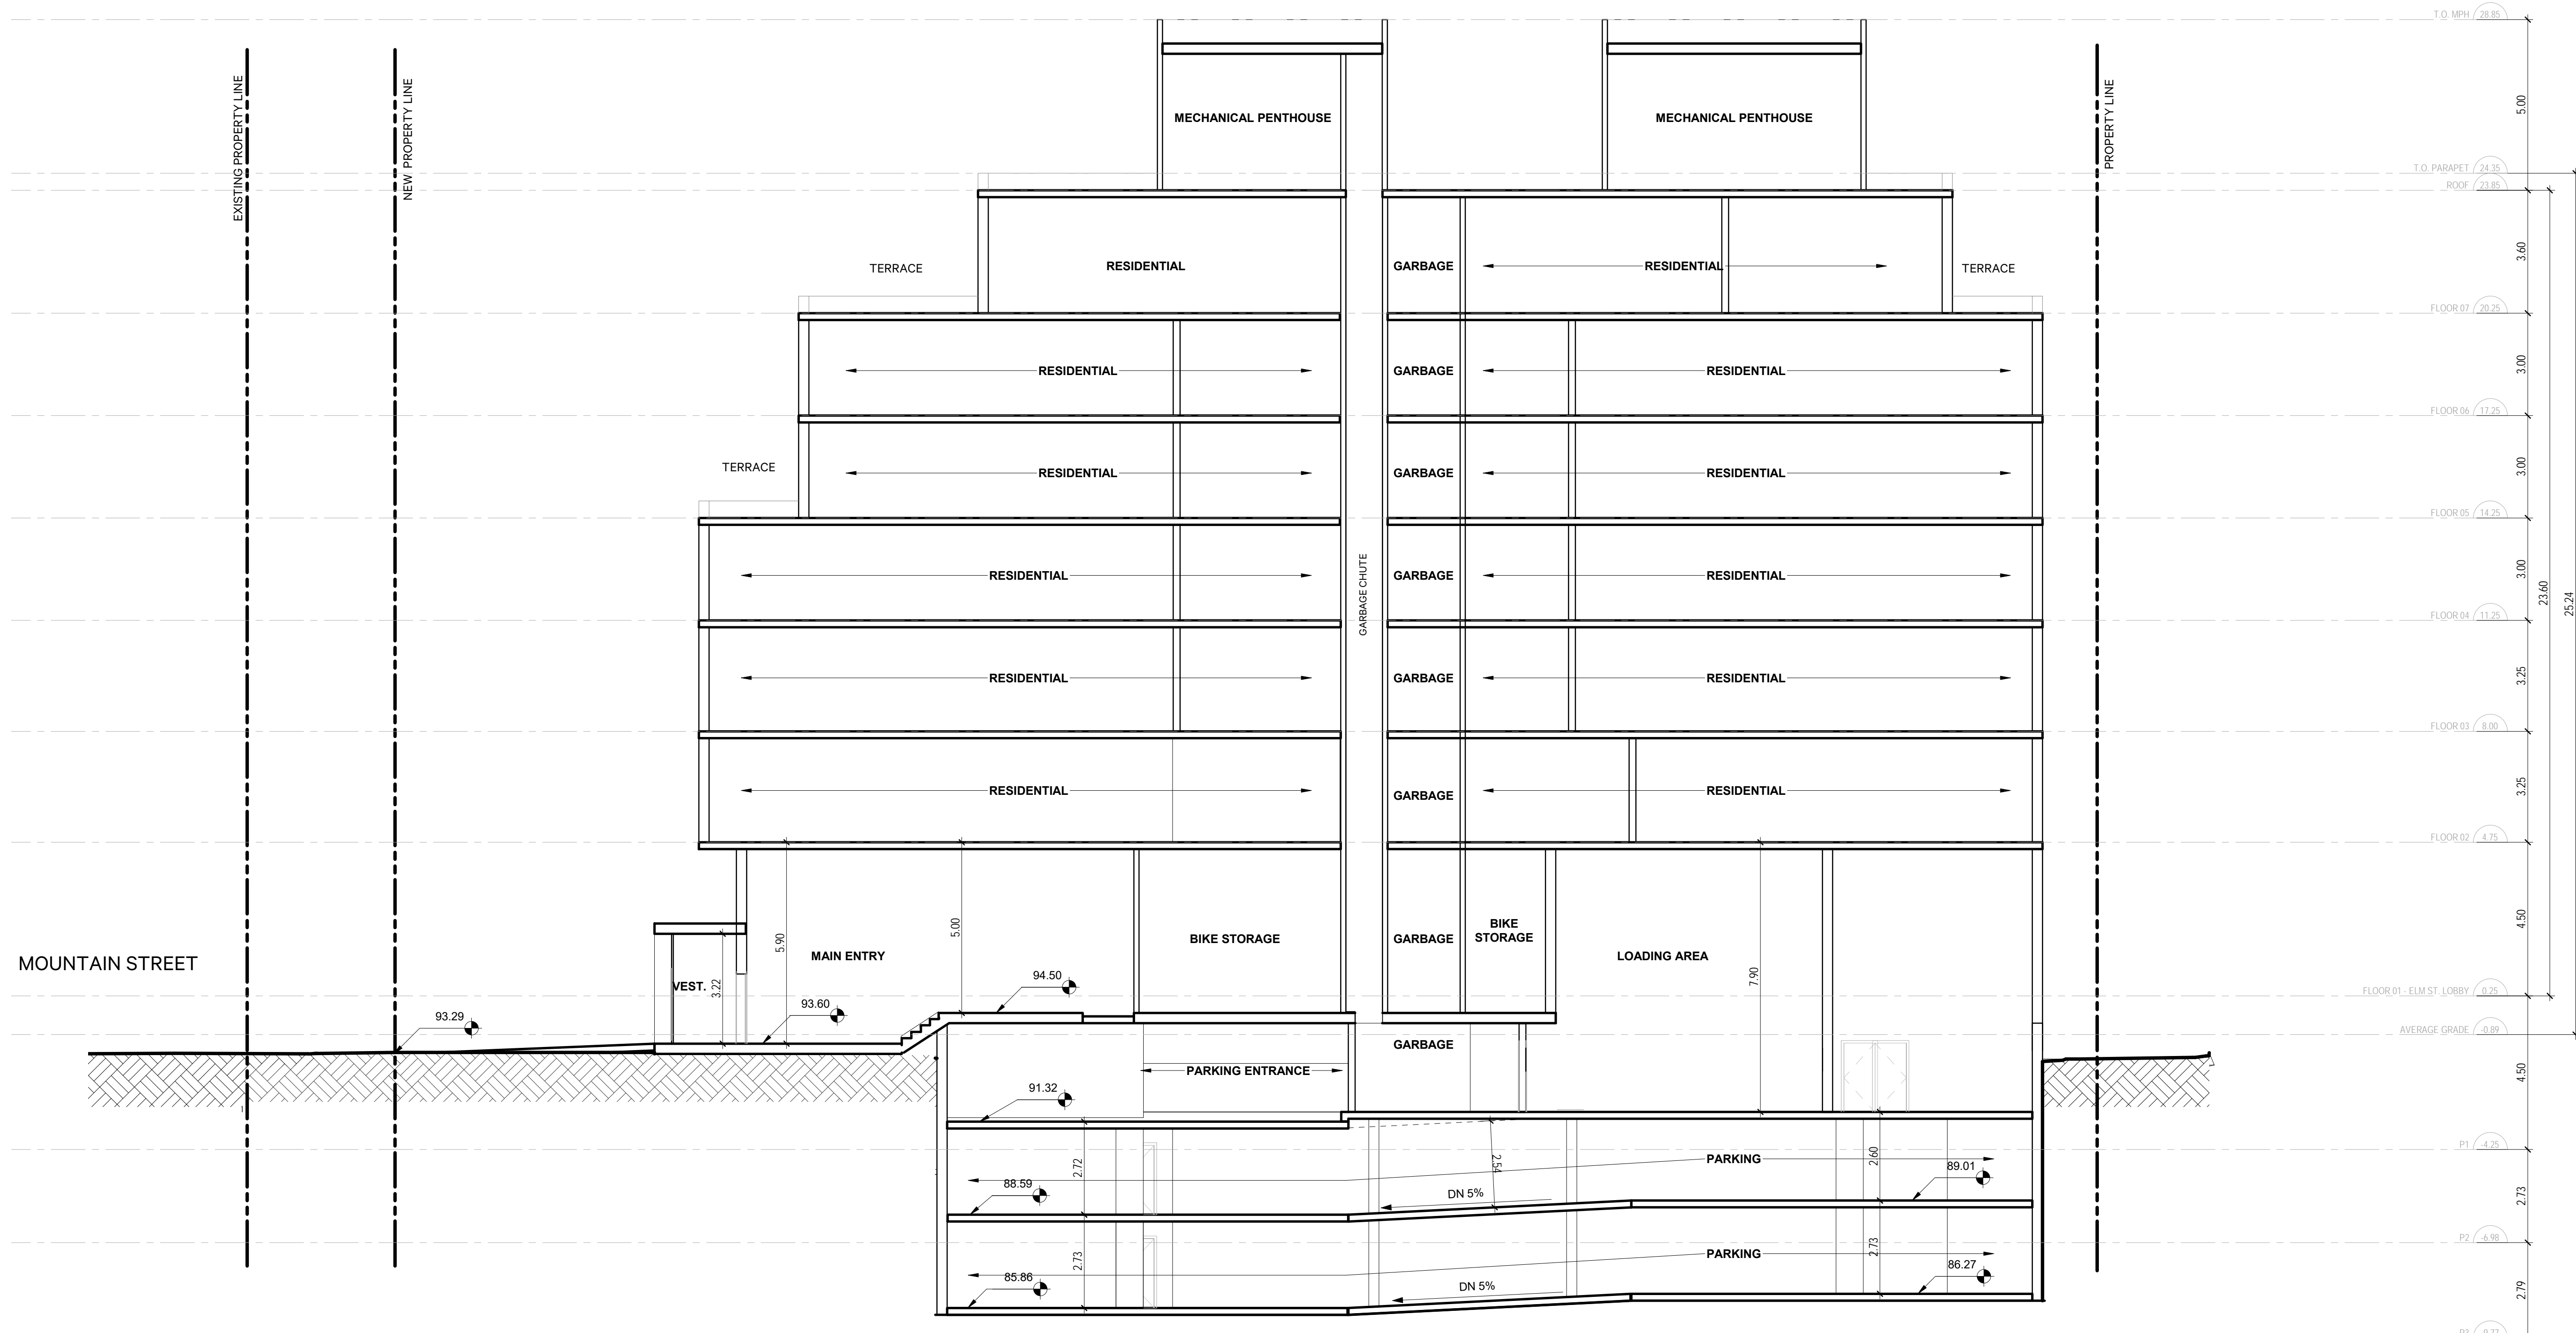 T.O. MPH 28.85
EXISTING PROPERTY LINE
NEW PROPERTY LINE
PROPERTY LINE
MECHANICAL PENTHOUSE
MECHANICAL PENTHOUSE
5.00
T.O. PARAPET 24.35
ROOF 23.85
TERRACE
RESIDENTIAL
GARBAGE
RESIDENTIAL
TERRACE
3.60
FLOOR 07 20.25
RESIDENTIAL
GARBAGE
RESIDENTIAL
3.00
FLOOR 06 17.25
TERRACE
RESIDENTIAL
GARBAGE
RESIDENTIAL
3.00
FLOOR 05 14.25
RESIDENTIAL
GARBAGE CHUTE
GARBAGE
RESIDENTIAL
3.00
23.60
25.24
FLOOR 04 11.25
RESIDENTIAL
GARBAGE
RESIDENTIAL
3.25
FLOOR 03 8.00
RESIDENTIAL
GARBAGE
RESIDENTIAL
3.25
FLOOR 02 4.75
MOUNTAIN STREET
VEST.
3.22
5.90
MAIN ENTRY
5.00
BIKE STORAGE
GARBAGE
BIKE
STORAGE
LOADING AREA
7.90
4.50
94.50
93.60
93.29
FLOOR 01 - ELM ST. LOBBY 0.25
AVERAGE GRADE -0.89
GARBAGE
PARKING ENTRANCE
4.50
91.32
P1 -4.25
2.72
2.54
PARKING
2.60
89.01
88.59
DN 5%
2.73
P2 -6.98
2.73
PARKING
2.73
86.27
85.86
DN 5%
2.79
P3 -9.77